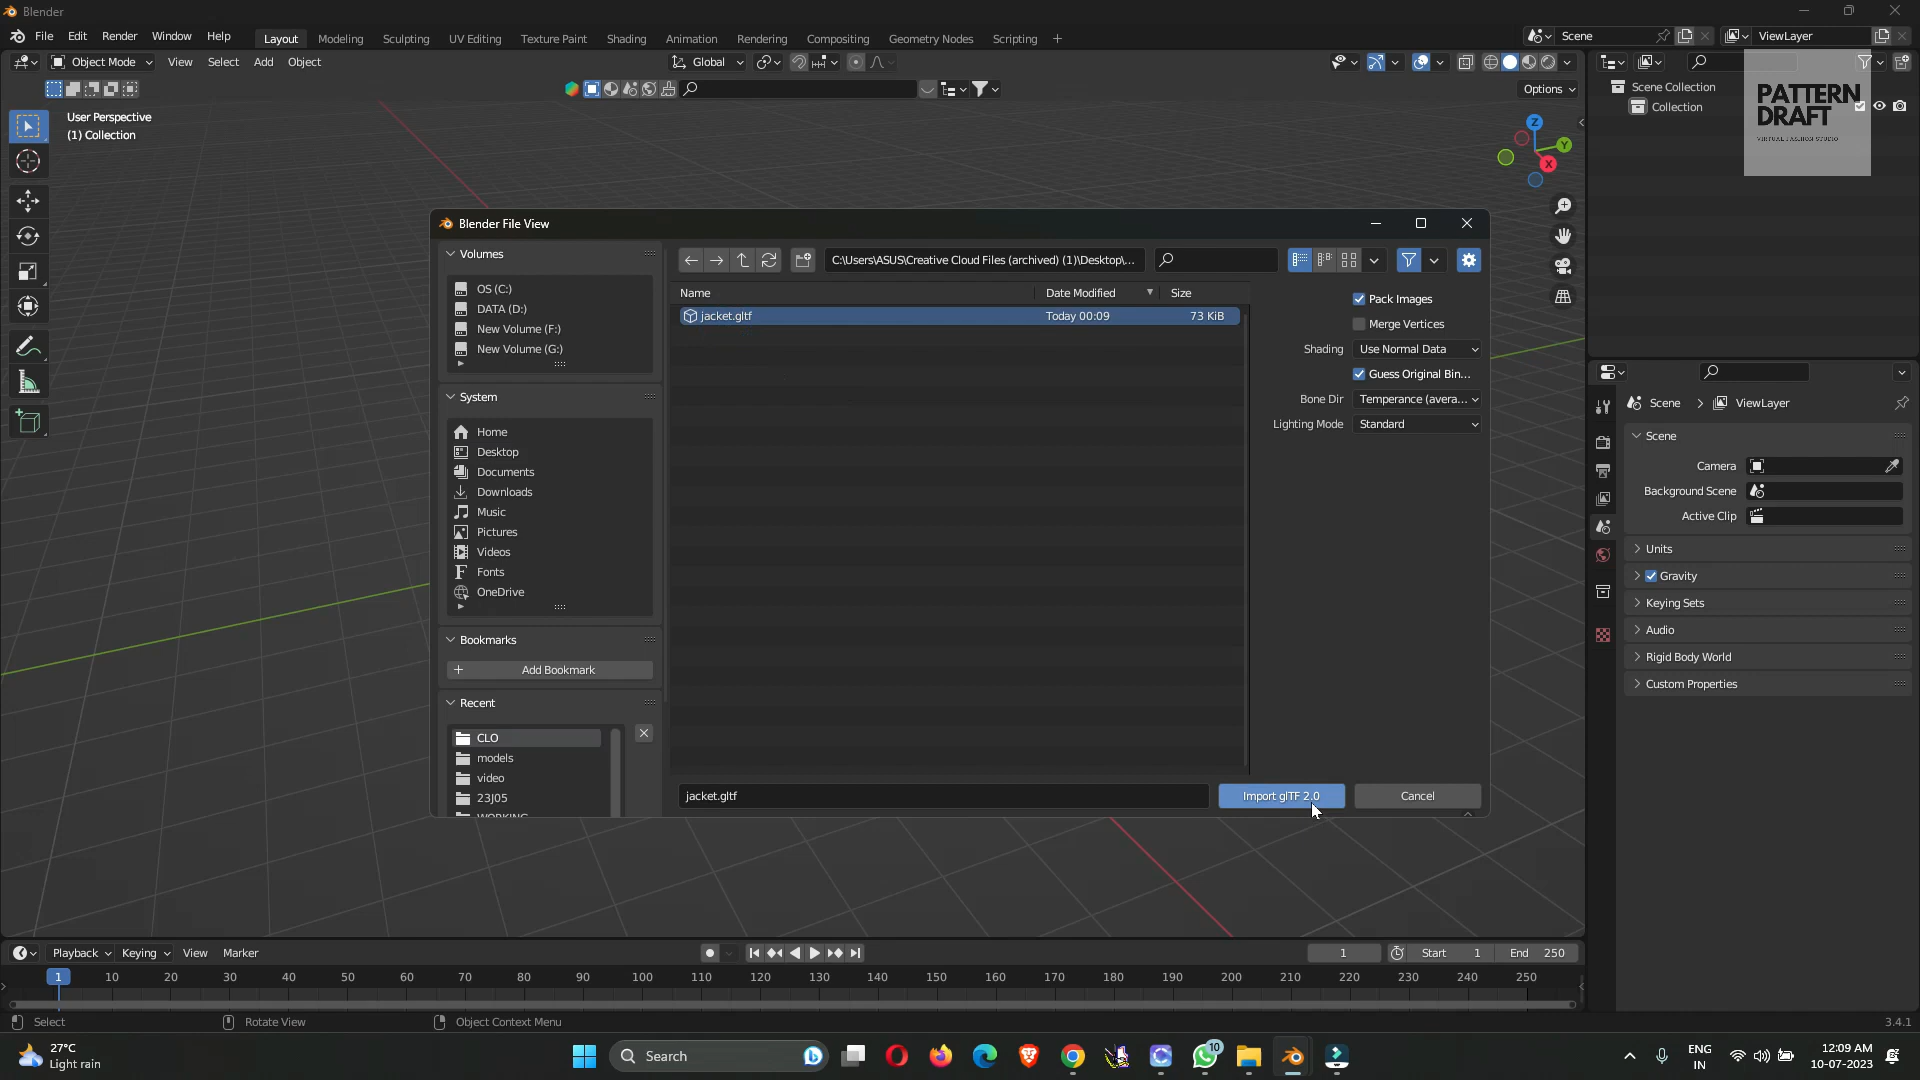 Blender
File Edit Render Window Help
Layout Modeling Sculpting UV Editing Texture Paint Shading Animation Rendering Compositing Geometry Nodes Scripting
Scene
ViewLayer
Object Mode View Select Add Object
Global
Options
User Perspective
(1) Collection
Z
Y
X
Scene Collection
Collection
PATTERN
DRAFT
VIRTUAL FASHION STUDIO
Blender File View
Volumes
OS (C:)
DATA (D:)
New Volume (F:)
New Volume (G:)
System
Home
Desktop
Documents
Downloads
Music
Pictures
Videos
Fonts
OneDrive
Bookmarks
Add Bookmark
Recent
CLO
models
video
23J05
WORKING
C:\Users\ASUS\Creative Cloud Files (archived) (1)\Desktop\...
Name Date Modified Size
jacket.gltf Today 00:09 73 KiB
Pack Images
Merge Vertices
Shading Use Normal Data
Guess Original Bin...
Bone Dir Temperance (avera...
Lighting Mode Standard
jacket.gltf
Import glTF 2.0
Cancel
Scene ViewLayer
Scene
Camera
Background Scene
Active Clip
Units
Gravity
Keying Sets
Audio
Rigid Body World
Custom Properties
Playback Keying View Marker
1 Start 1 End 250
1 10 20 30 40 50 60 70 80 90 100 110 120 130 140 150 160 170 180 190 200 210 220 230 240 250
Select Rotate View Object Context Menu
3.4.1
27°C
Light rain
Search
10
ENG
IN
12:09 AM
10-07-2023